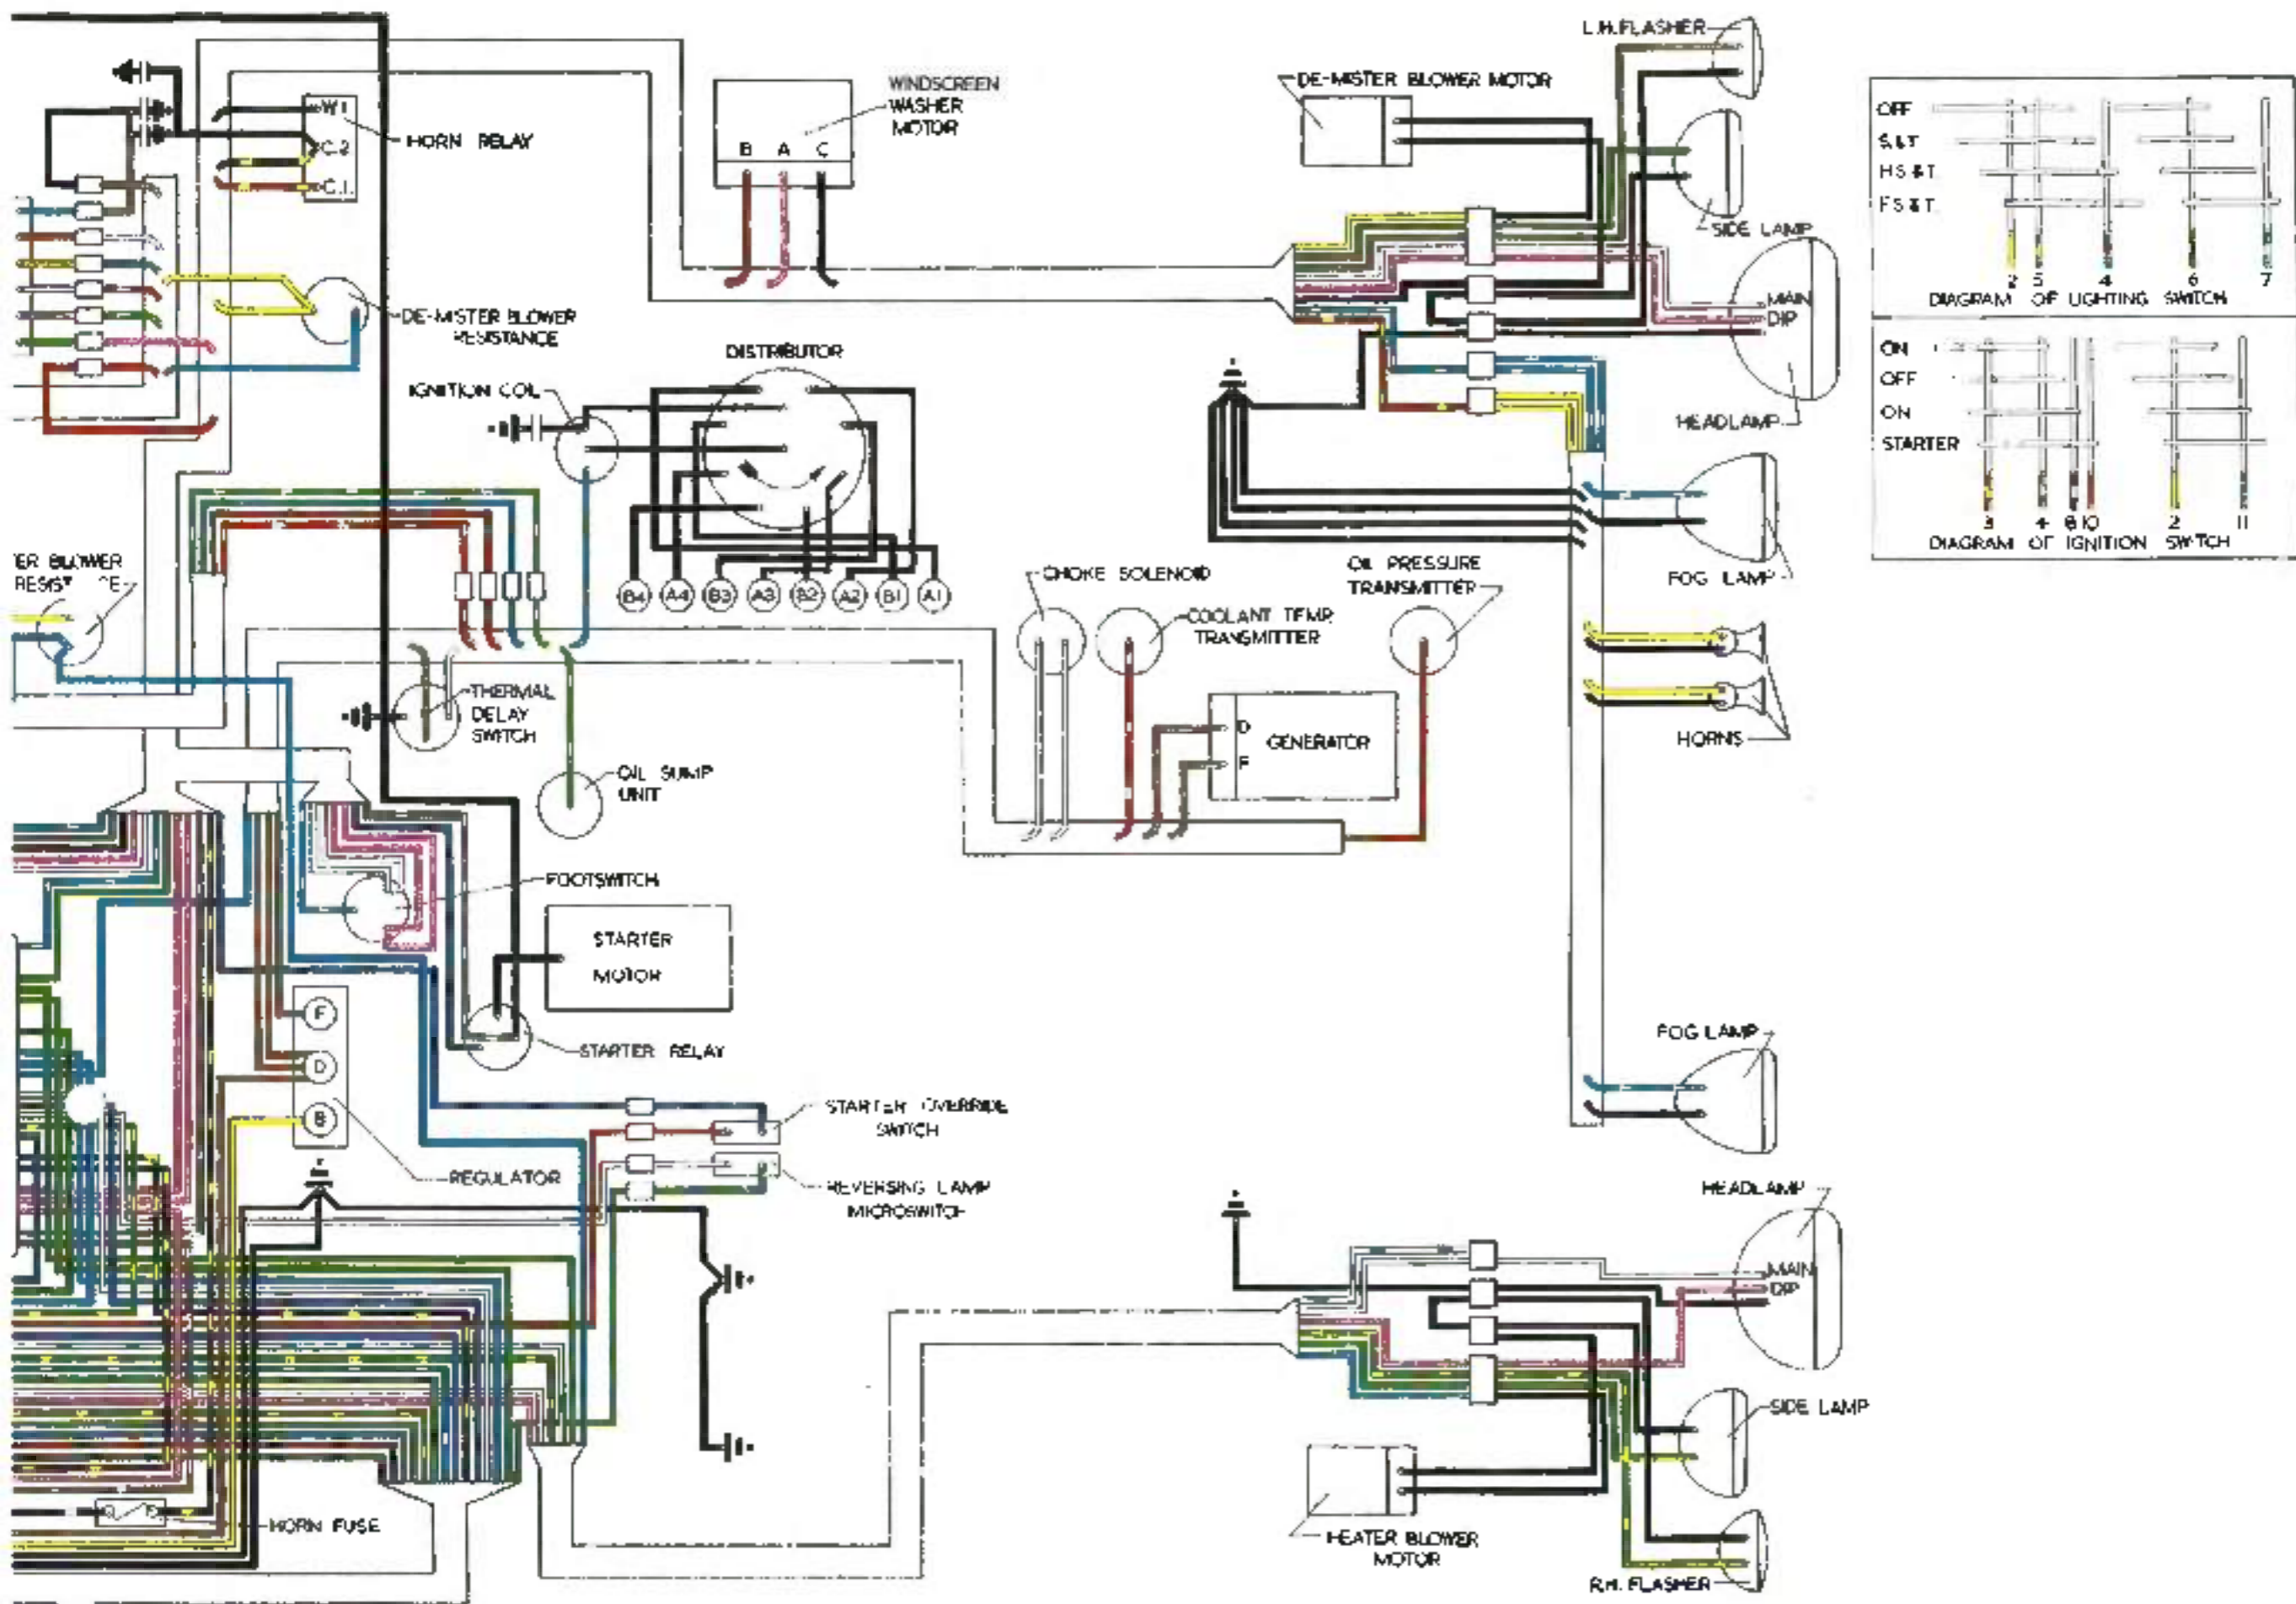 L.H. FLASHER
WINDSCREEN
WASHER
MOTOR
DE-MISTER BLOWER MOTOR
W.1.
C.2
C.1.
HORN RELAY
B A C
SIDE LAMP
OFF
S.&T.
H S & T.
F S & T.
2 5 4 6 7
DIAGRAM OF LIGHTING SWITCH
MAIN
DIP
DE-MISTER BLOWER
RESISTANCE
DISTRIBUTOR
IGNITION COIL
HEADLAMP
ON
OFF
ON
STARTER
3 4 8 10 2 11
DIAGRAM OF IGNITION SWITCH
ER BLOWER
B4 A4 B3 A3 B2 A2 B1 A1
CHOKE SOLENOID
OIL PRESSURE
TRANSMITTER
FOG LAMP
COOLANT TEMP.
TRANSMITTER
THERMAL
DELAY
SWITCH
D
F
GENERATOR
HORNS
OIL SUMP
UNIT
FOOTSWITCH
STARTER
MOTOR
F
D
B
STARTER RELAY
FOG LAMP
STARTER OVERRIDE
SWITCH
REGULATOR
REVERSING LAMP
MICROSWITCH
HEADLAMP
MAIN
DIP
SIDE LAMP
HORN FUSE
HEATER BLOWER
MOTOR
R.H. FLASHER